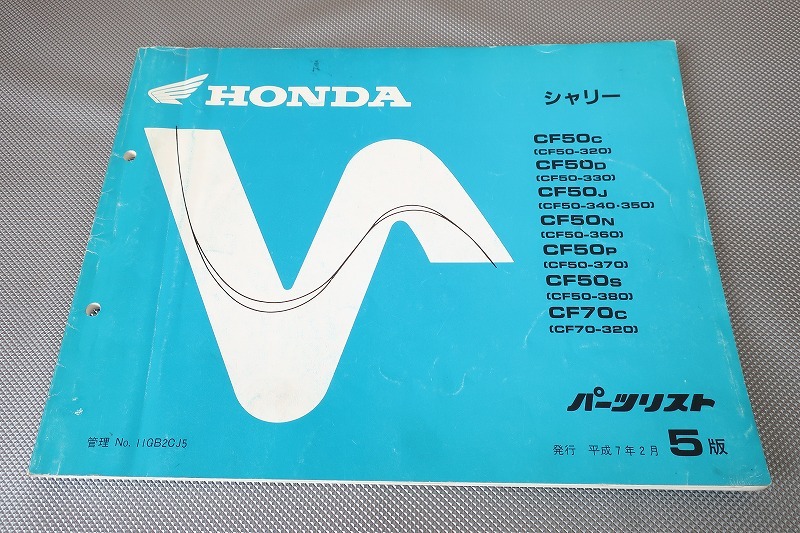 HONDA
シャリー
CF50C
(CF50-320)
CF50D
(CF50-330)
CF50J
(CF50-340・350)
CF50N
(CF50-360)
CF50P
(CF50-370)
CF50S
(CF50-380)
CF70C
(CF70-320)
パーツリスト
管理 No. 11GB2CJ5
発行 平成7年2月 5版